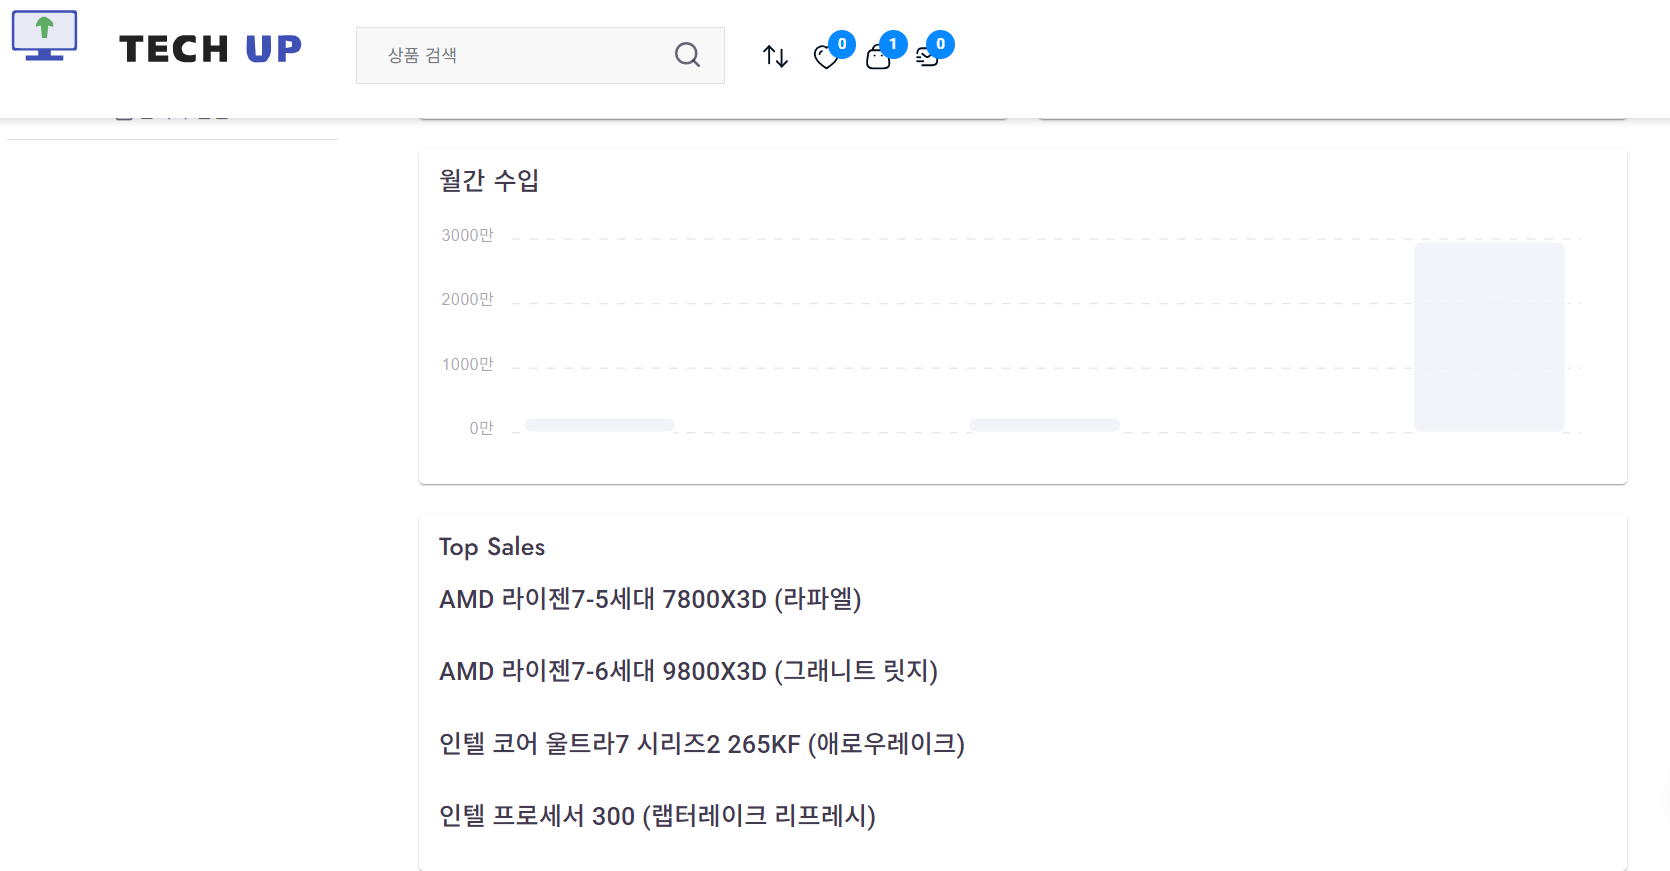 TECH UP
상품 검색
0
1
0
월간 수입
3000만
2000만
1000만
0만
Top Sales
AMD 라이젠7-5세대 7800X3D (라파엘)
AMD 라이젠7-6세대 9800X3D (그래니트 릿지)
인텔 코어 울트라7 시리즈2 265KF (애로우레이크)
인텔 프로세서 300 (랩터레이크 리프레시)